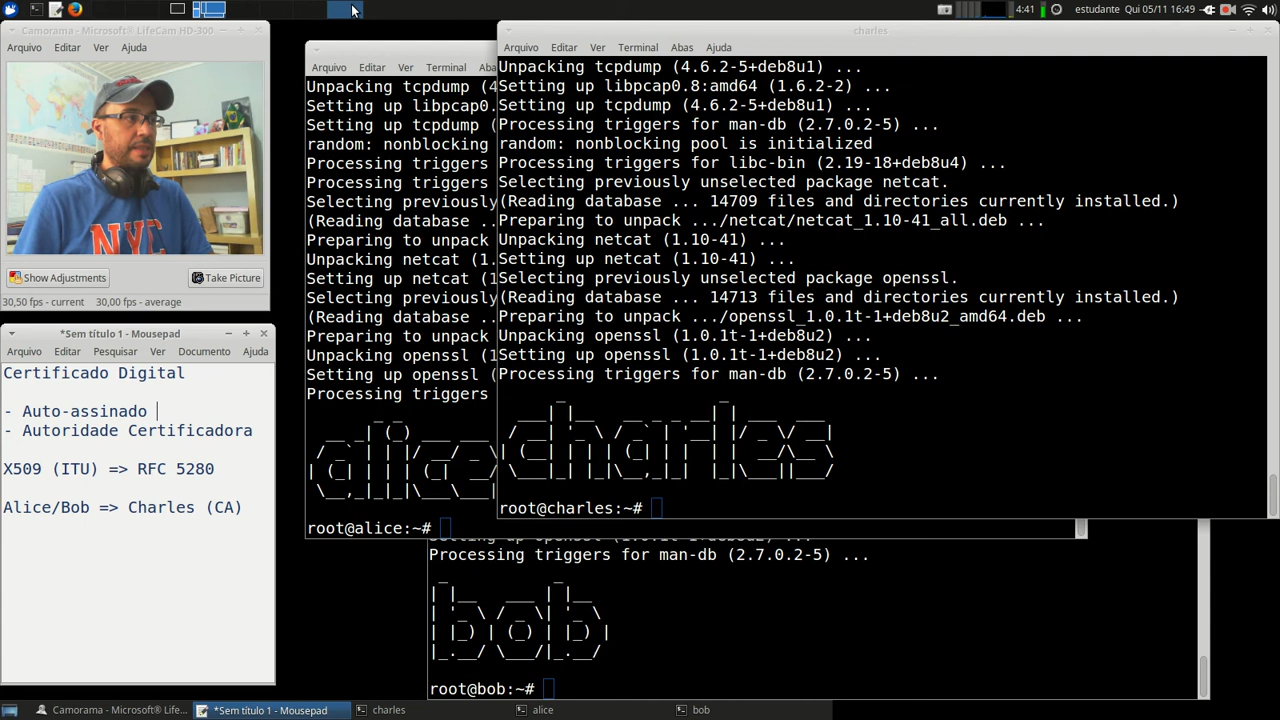 4:41 estudante Qui 05/11 16:49
Camorama - Microsoft® LifeCam HD-300
Arquivo Editar Ver Ajuda
NYC
Show Adjustments Take Picture
30,50 fps - current 30,00 fps - average
*Sem título 1 - Mousepad
Arquivo Editar Pesquisar Ver Documento Ajuda
Certificado Digital
- Auto-assinado
- Autoridade Certificadora
X509 (ITU) => RFC 5280
Alice/Bob => Charles (CA)
Arquivo Editar Ver Terminal Aba
Unpacking tcpdump (4
Setting up libpcap0.
Setting up tcpdump (
random: nonblocking
Processing triggers
Processing triggers
Selecting previously
(Reading database ..
Preparing to unpack
Unpacking netcat (1.
Setting up netcat (1
Selecting previously
(Reading database ..
Preparing to unpack
Unpacking openssl (1
Setting up openssl (
Processing triggers
alice
root@alice:~#
charles
Arquivo Editar Ver Terminal Abas Ajuda
Unpacking tcpdump (4.6.2-5+deb8u1) ...
Setting up libpcap0.8:amd64 (1.6.2-2) ...
Setting up tcpdump (4.6.2-5+deb8u1) ...
Processing triggers for man-db (2.7.0.2-5) ...
random: nonblocking pool is initialized
Processing triggers for libc-bin (2.19-18+deb8u4) ...
Selecting previously unselected package netcat.
(Reading database ... 14709 files and directories currently installed.)
Preparing to unpack .../netcat/netcat_1.10-41_all.deb ...
Unpacking netcat (1.10-41) ...
Setting up netcat (1.10-41) ...
Selecting previously unselected package openssl.
(Reading database ... 14713 files and directories currently installed.)
Preparing to unpack .../openssl_1.0.1t-1+deb8u2_amd64.deb ...
Unpacking openssl (1.0.1t-1+deb8u2) ...
Setting up openssl (1.0.1t-1+deb8u2) ...
Processing triggers for man-db (2.7.0.2-5) ...
charles
root@charles:~#
Processing triggers for man-db (2.7.0.2-5) ...
bob
root@bob:~#
Camorama - Microsoft® LifeC... *Sem título 1 - Mousepad charles alice bob